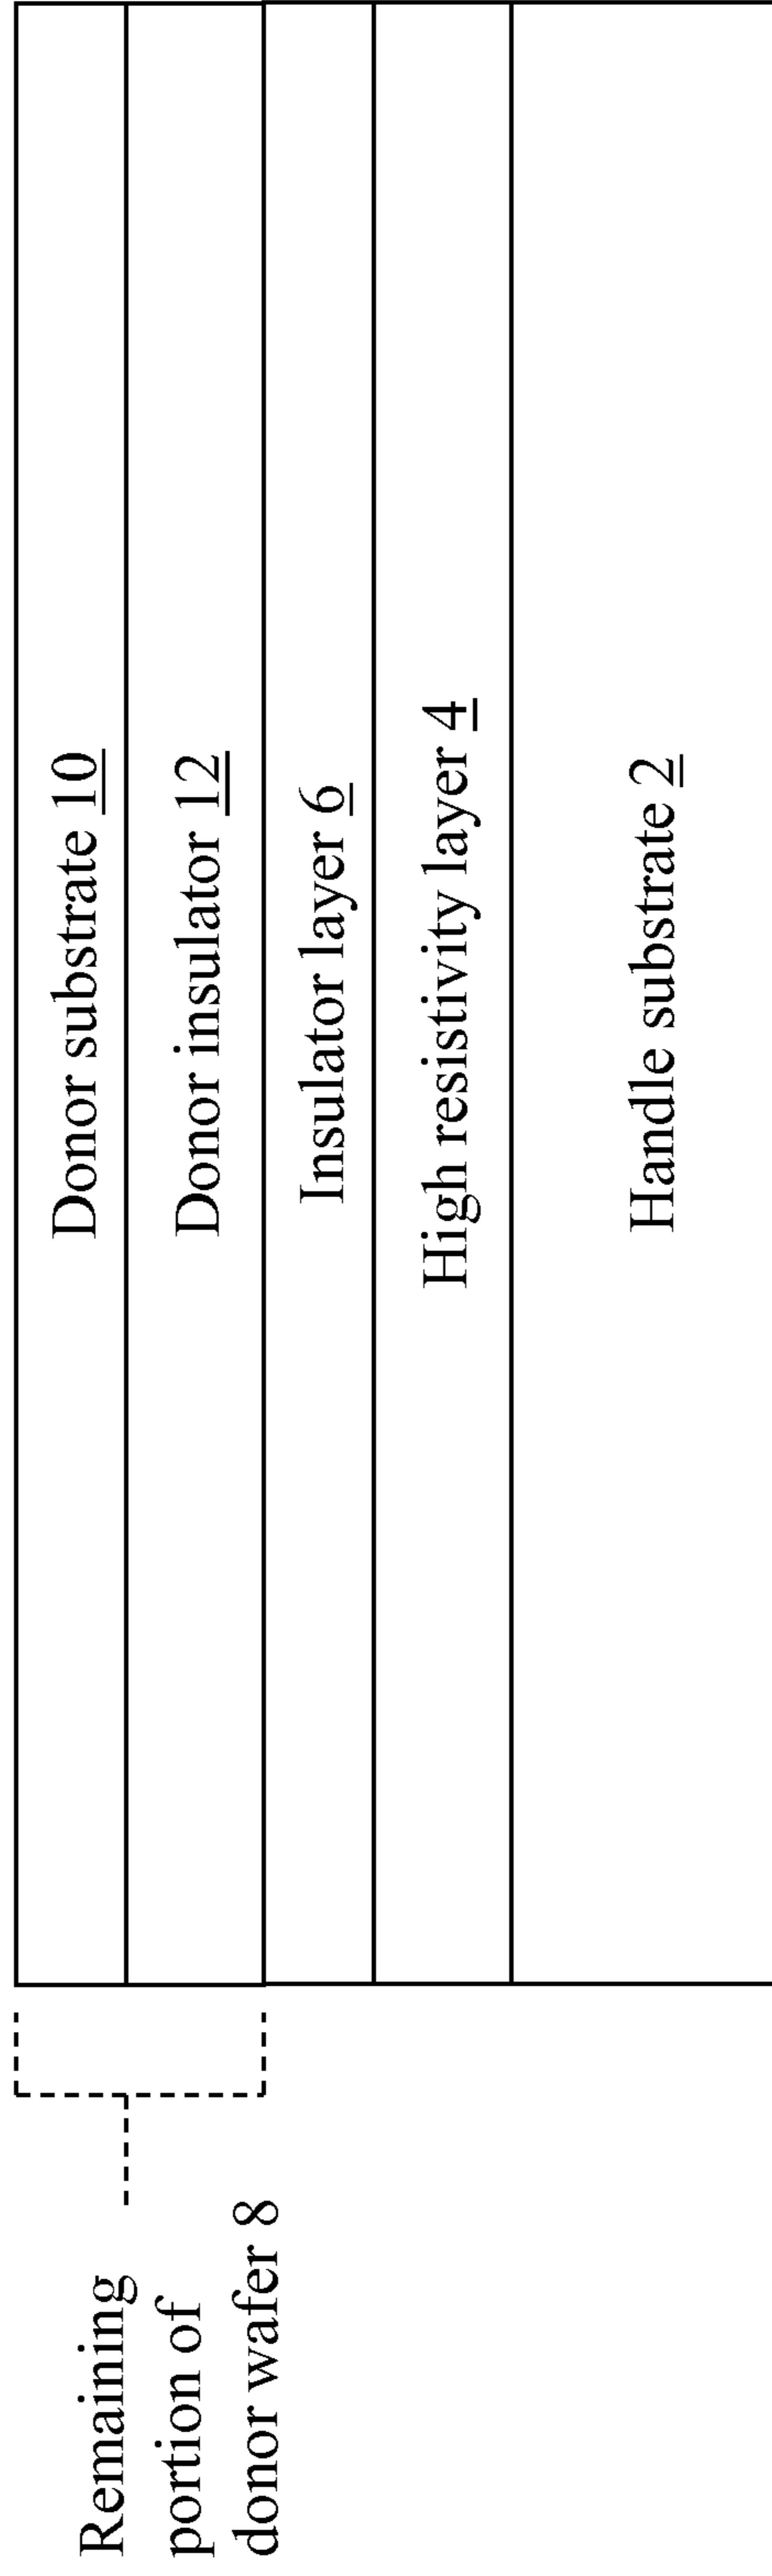 Remaining
portion of
donor wafer 8
Donor substrate 10
Donor insulator 12
Insulator layer 6
High resistivity layer 4
Handle substrate 2